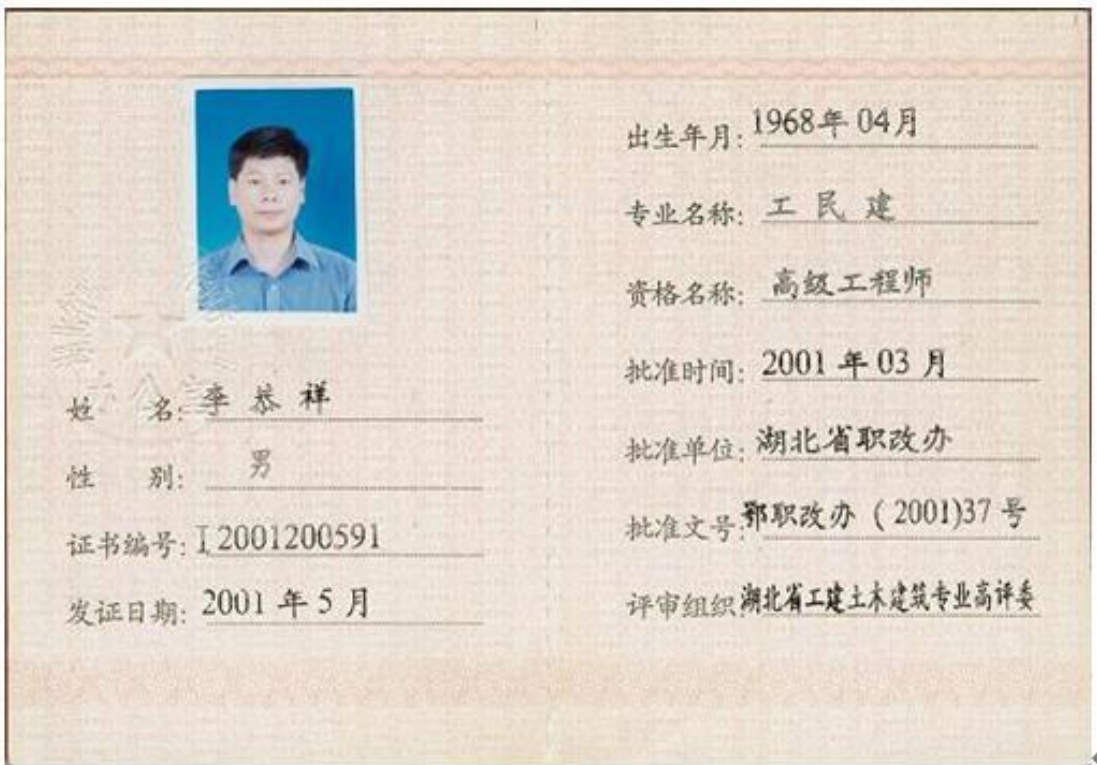 姓 名: 李恭祥
性 别: 男
证书编号: I2001200591
发证日期: 2001 年 5 月
出生年月: 1968年 04月
专业名称: 工民建
资格名称: 高级工程师
批准时间: 2001 年 03 月
批准单位: 湖北省职改办
批准文号: 鄂职改办 ( 2001)37 号
评审组织 湖北省工建土木建筑专业高评委